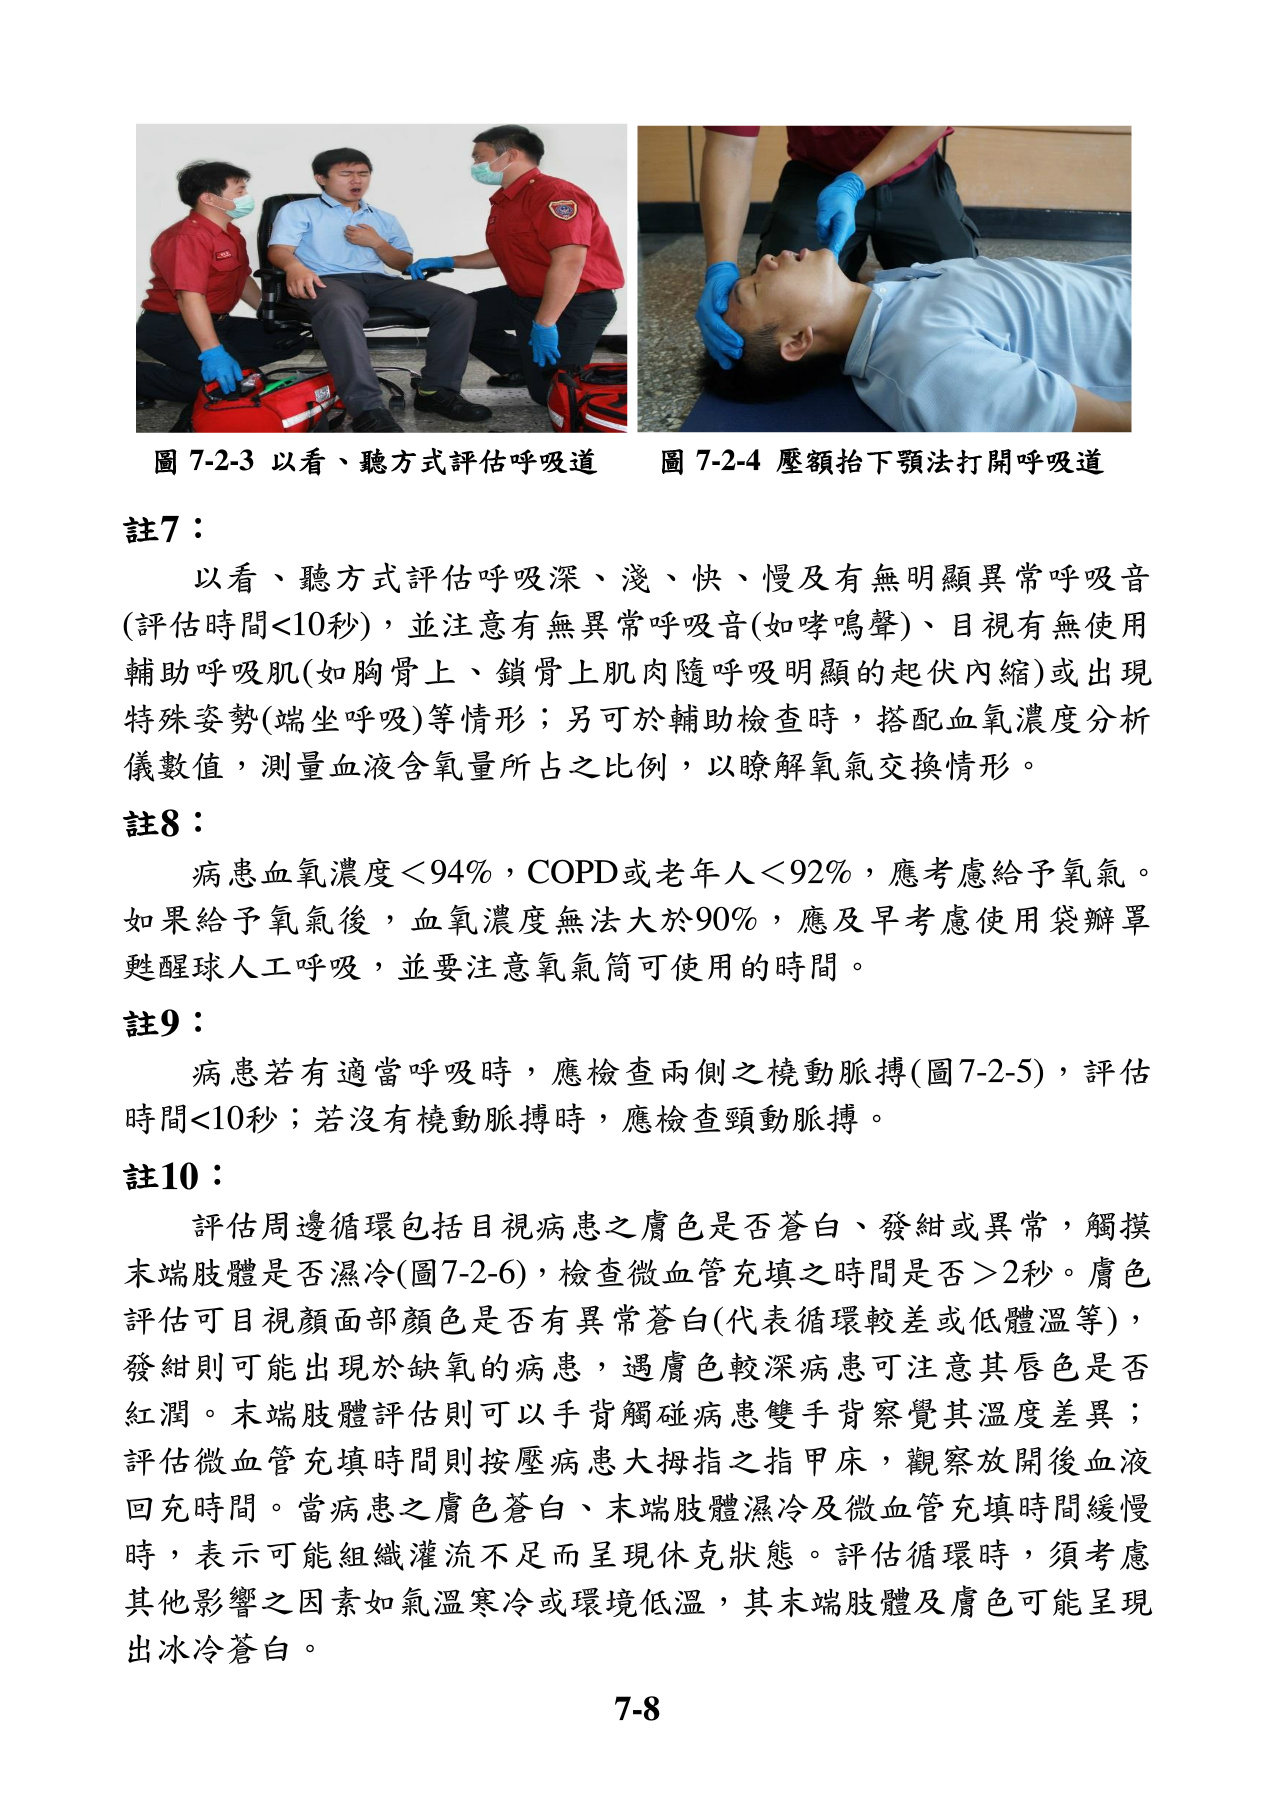 圖 7-2-3 以看、聽方式評估呼吸道
圖 7-2-4 壓額抬下顎法打開呼吸道
註7：
以看、聽方式評估呼吸深、淺、快、慢及有無明顯異常呼吸音
(評估時間<10秒)，並注意有無異常呼吸音(如哮鳴聲)、目視有無使用
輔助呼吸肌(如胸骨上、鎖骨上肌肉隨呼吸明顯的起伏內縮)或出現
特殊姿勢(端坐呼吸)等情形；另可於輔助檢查時，搭配血氧濃度分析
儀數值，測量血液含氧量所占之比例，以瞭解氧氣交換情形。
註8：
病患血氧濃度＜94%，COPD或老年人＜92%，應考慮給予氧氣。
如果給予氧氣後，血氧濃度無法大於90%，應及早考慮使用袋瓣罩
甦醒球人工呼吸，並要注意氧氣筒可使用的時間。
註9：
病患若有適當呼吸時，應檢查兩側之橈動脈搏(圖7-2-5)，評估
時間<10秒；若沒有橈動脈搏時，應檢查頸動脈搏。
註10：
評估周邊循環包括目視病患之膚色是否蒼白、發紺或異常，觸摸
末端肢體是否濕冷(圖7-2-6)，檢查微血管充填之時間是否＞2秒。膚色
評估可目視顏面部顏色是否有異常蒼白(代表循環較差或低體溫等)，
發紺則可能出現於缺氧的病患，遇膚色較深病患可注意其唇色是否
紅潤。末端肢體評估則可以手背觸碰病患雙手背察覺其溫度差異；
評估微血管充填時間則按壓病患大拇指之指甲床，觀察放開後血液
回充時間。當病患之膚色蒼白、末端肢體濕冷及微血管充填時間緩慢
時，表示可能組織灌流不足而呈現休克狀態。評估循環時，須考慮
其他影響之因素如氣溫寒冷或環境低溫，其末端肢體及膚色可能呈現
出冰冷蒼白。
7-8